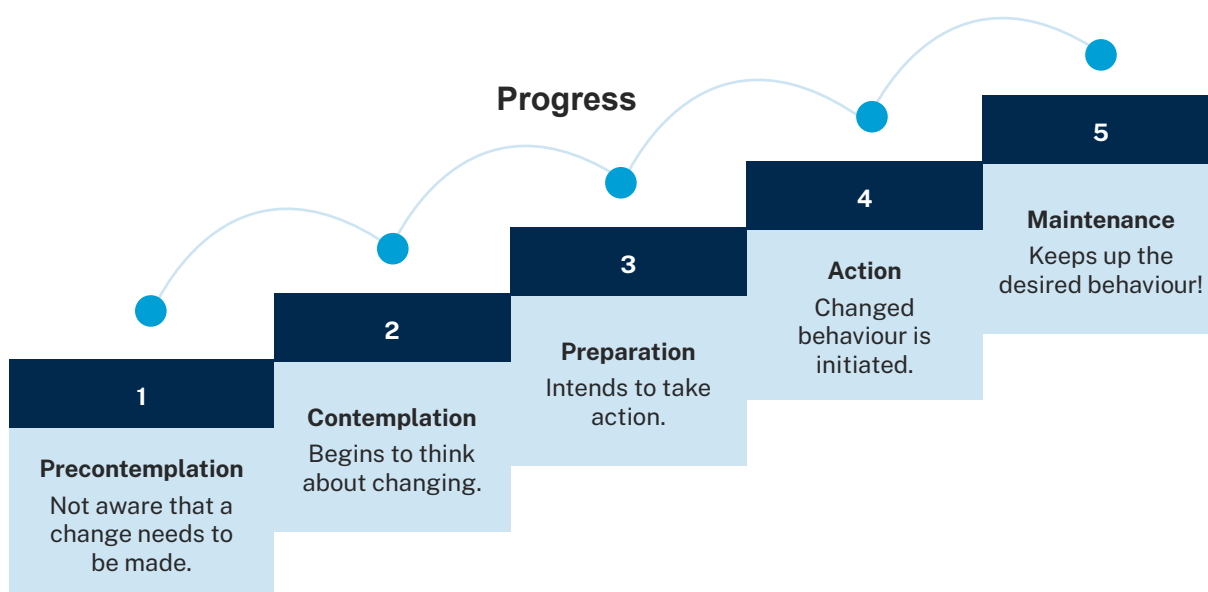 Progress
1
Precontemplation
Not aware that a
change needs to
be made.
2
Contemplation
Begins to think
about changing.
3
Preparation
Intends to take
action.
4
Action
Changed
behaviour is
initiated.
5
Maintenance
Keeps up the
desired behaviour!